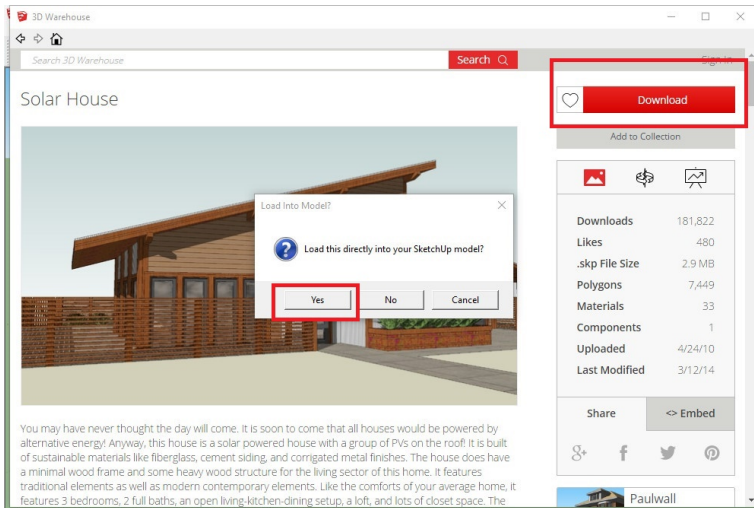 3D Warehouse
Search 3D Warehouse
Search
Sign In
Solar House
Download
Add to Collection
Load Into Model?
Load this directly into your SketchUp model?
Yes
No
Cancel
Downloads 181,822
Likes 480
.skp File Size 2.9 MB
Polygons 7,449
Materials 33
Components 1
Uploaded 4/24/10
Last Modified 3/12/14
Share
<> Embed
You may have never thought the day will come. It is soon to come that all houses would be powered by
alternative energy! Anyway, this house is a solar powered house with a group of PVs on the roof! It is built
of sustainable materials like fiberglass, cement siding, and corrigated metal finishes. The house does have
a minimal wood frame and some heavy wood structure for the living sector of this home. It features
traditional elements as well as modern contemporary elements. Like the comforts of your average home, it
features 3 bedrooms, 2 full baths, an open living-kitchen-dining setup, a loft, and lots of closet space. The
Paulwall